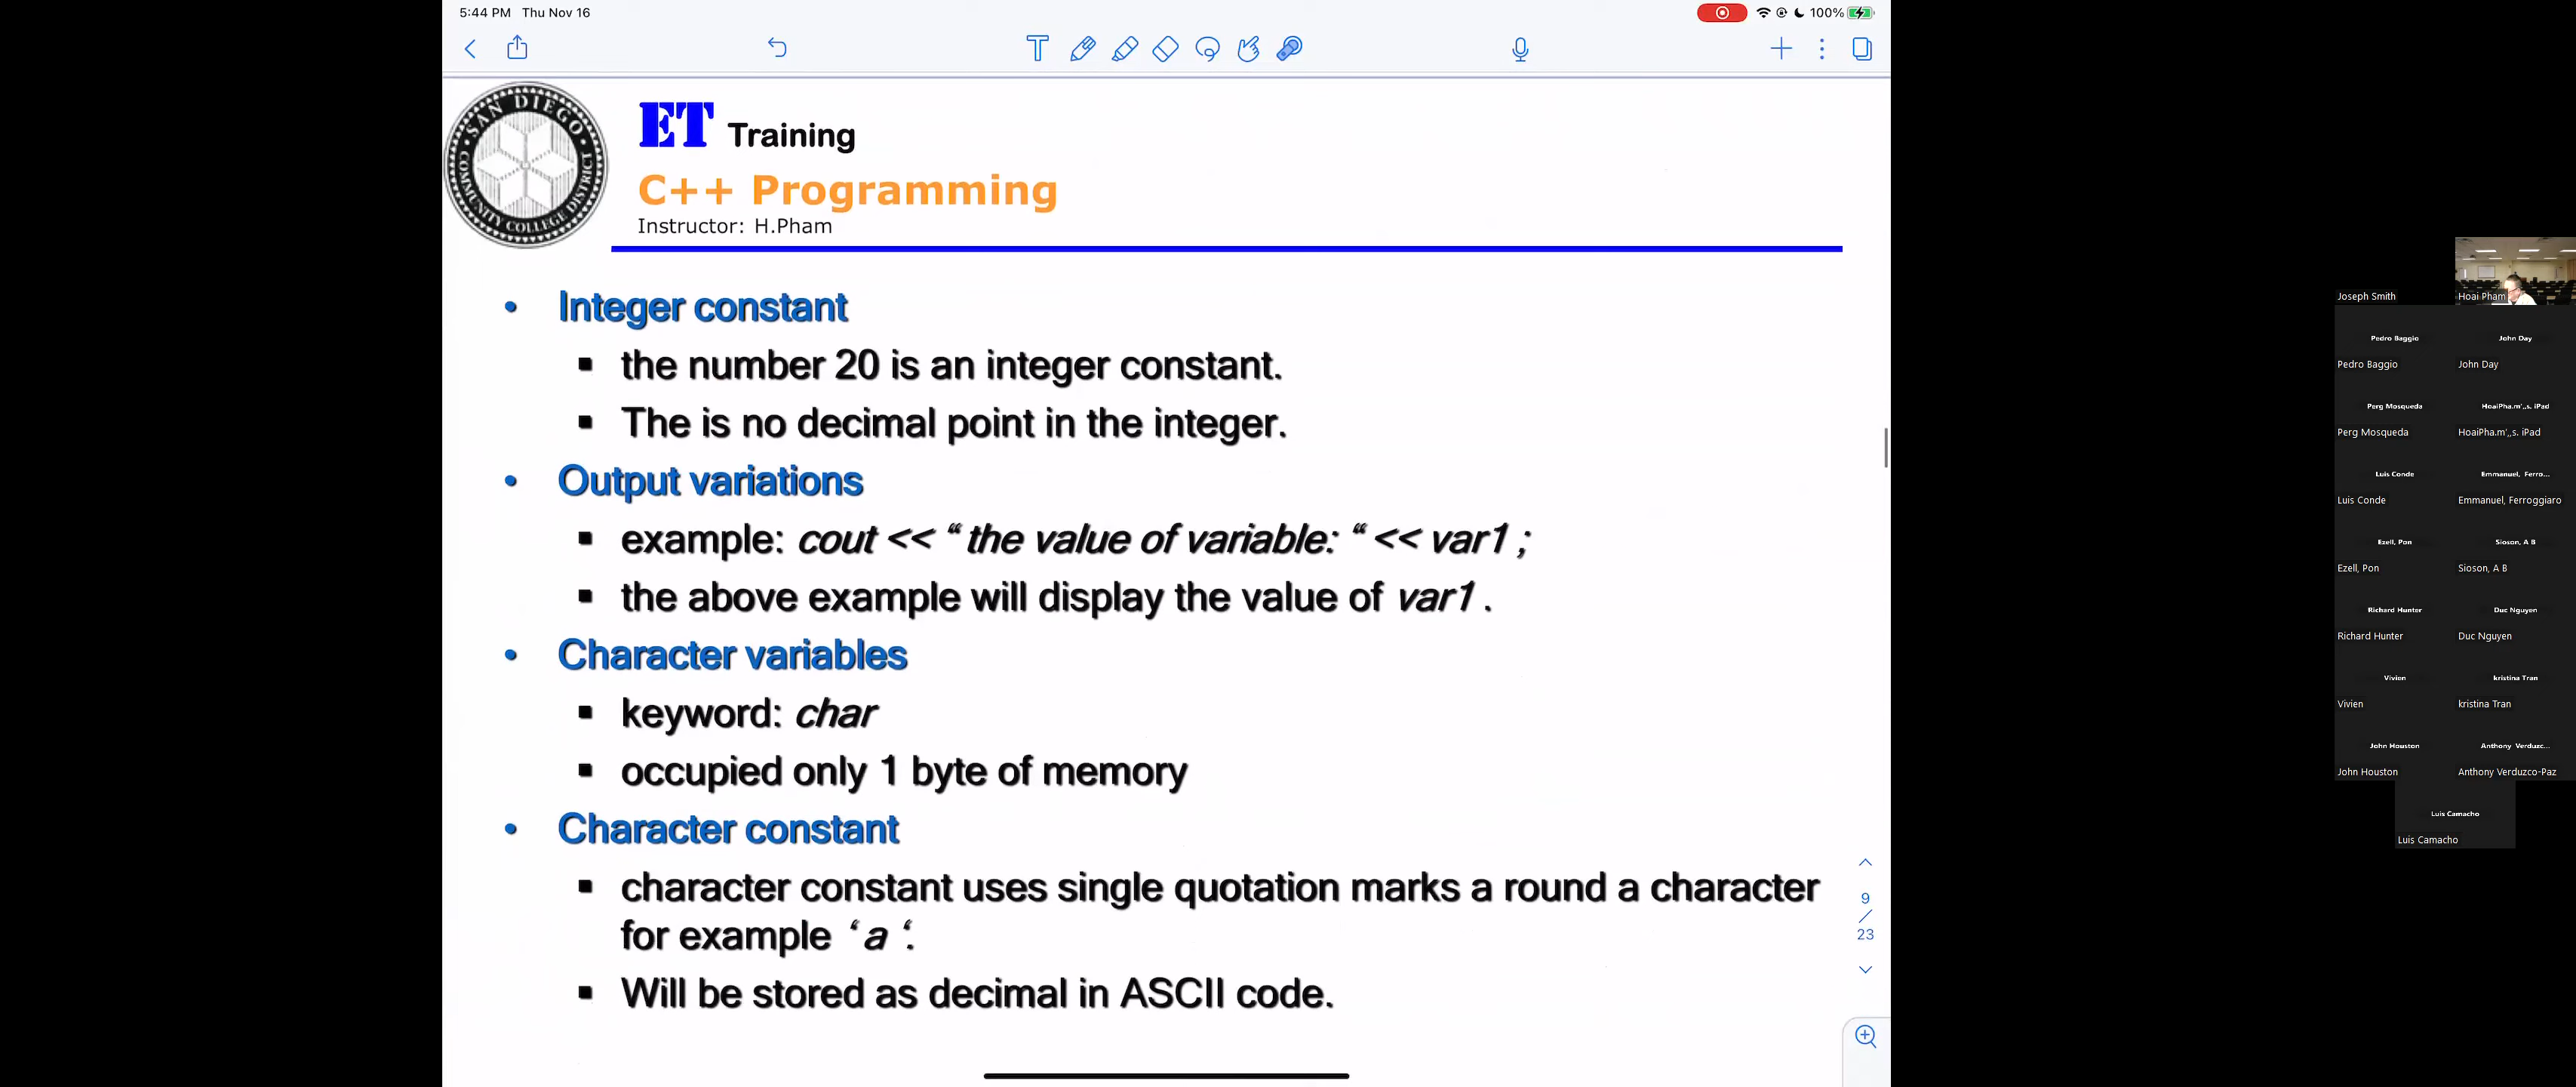 5:44 PM Thu Nov 16
100%
SAN DIEGO
COMMUNITY COLLEGE DISTRICT
ET Training
C++ Programming
Instructor: H.Pham
• Integer constant
▪ the number 20 is an integer constant.
▪ The is no decimal point in the integer.
• Output variations
▪ example: cout << “ the value of variable: “ << var1 ;
▪ the above example will display the value of var1 .
• Character variables
▪ keyword: char
▪ occupied only 1 byte of memory
• Character constant
▪ character constant uses single quotation marks a round a character
for example ‘ a ‘.
▪ Will be stored as decimal in ASCII code.
9
/
23
Joseph Smith
Hoai Pham
Pedro Baggio
John Day
Pedro Baggio
John Day
Perg Mosqueda
HoaiPha.m',,s. iPad
Perg Mosqueda
HoaiPha.m',,s. iPad
Luis Conde
Emmanuel, Ferro...
Luis Conde
Emmanuel, Ferroggiaro
Ezell, Pon
Sioson, A B
Ezell, Pon
Sioson, A B
Richard Hunter
Duc Nguyen
Richard Hunter
Duc Nguyen
Vivien
kristina Tran
Vivien
kristina Tran
John Houston
Anthony Verduzc...
John Houston
Anthony Verduzco-Paz
Luis Camacho
Luis Camacho